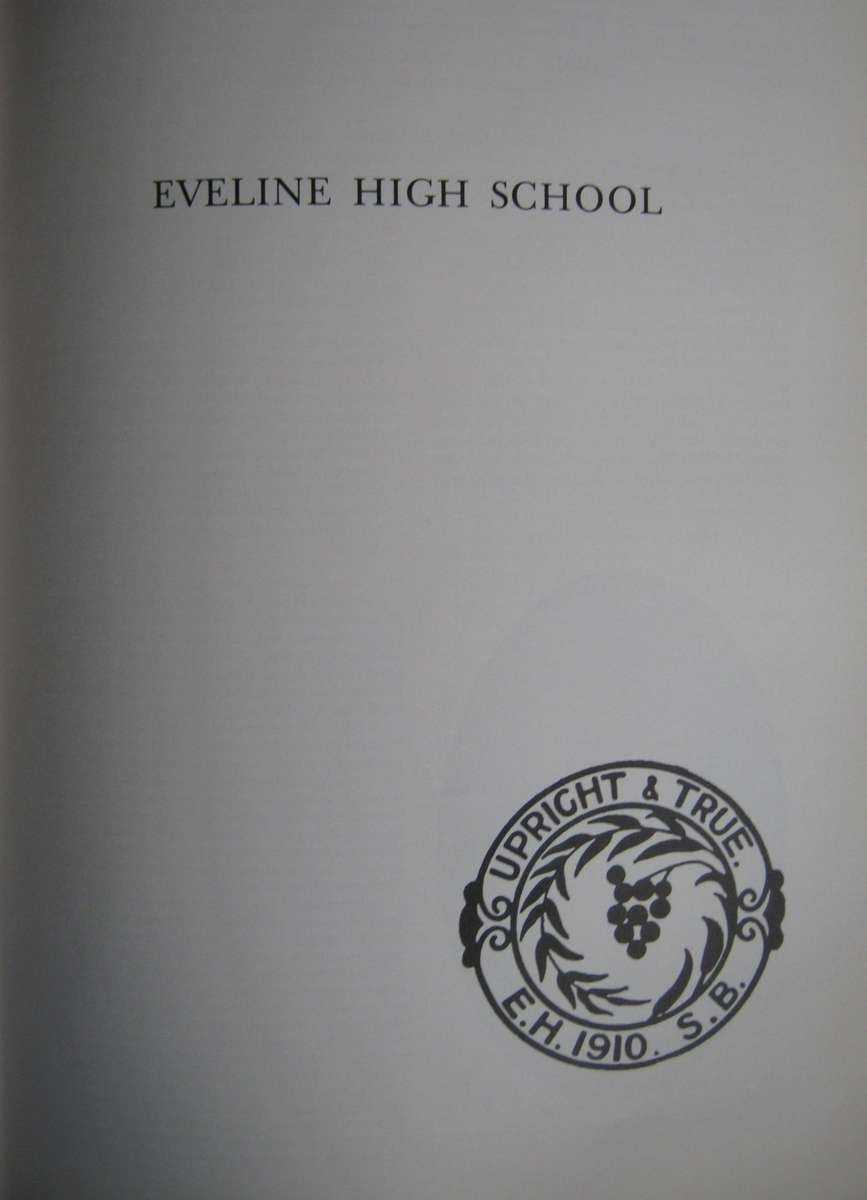 EVELINE HIGH SCHOOL
UPRIGHT & TRUE.
E.H. 1910. S.B.